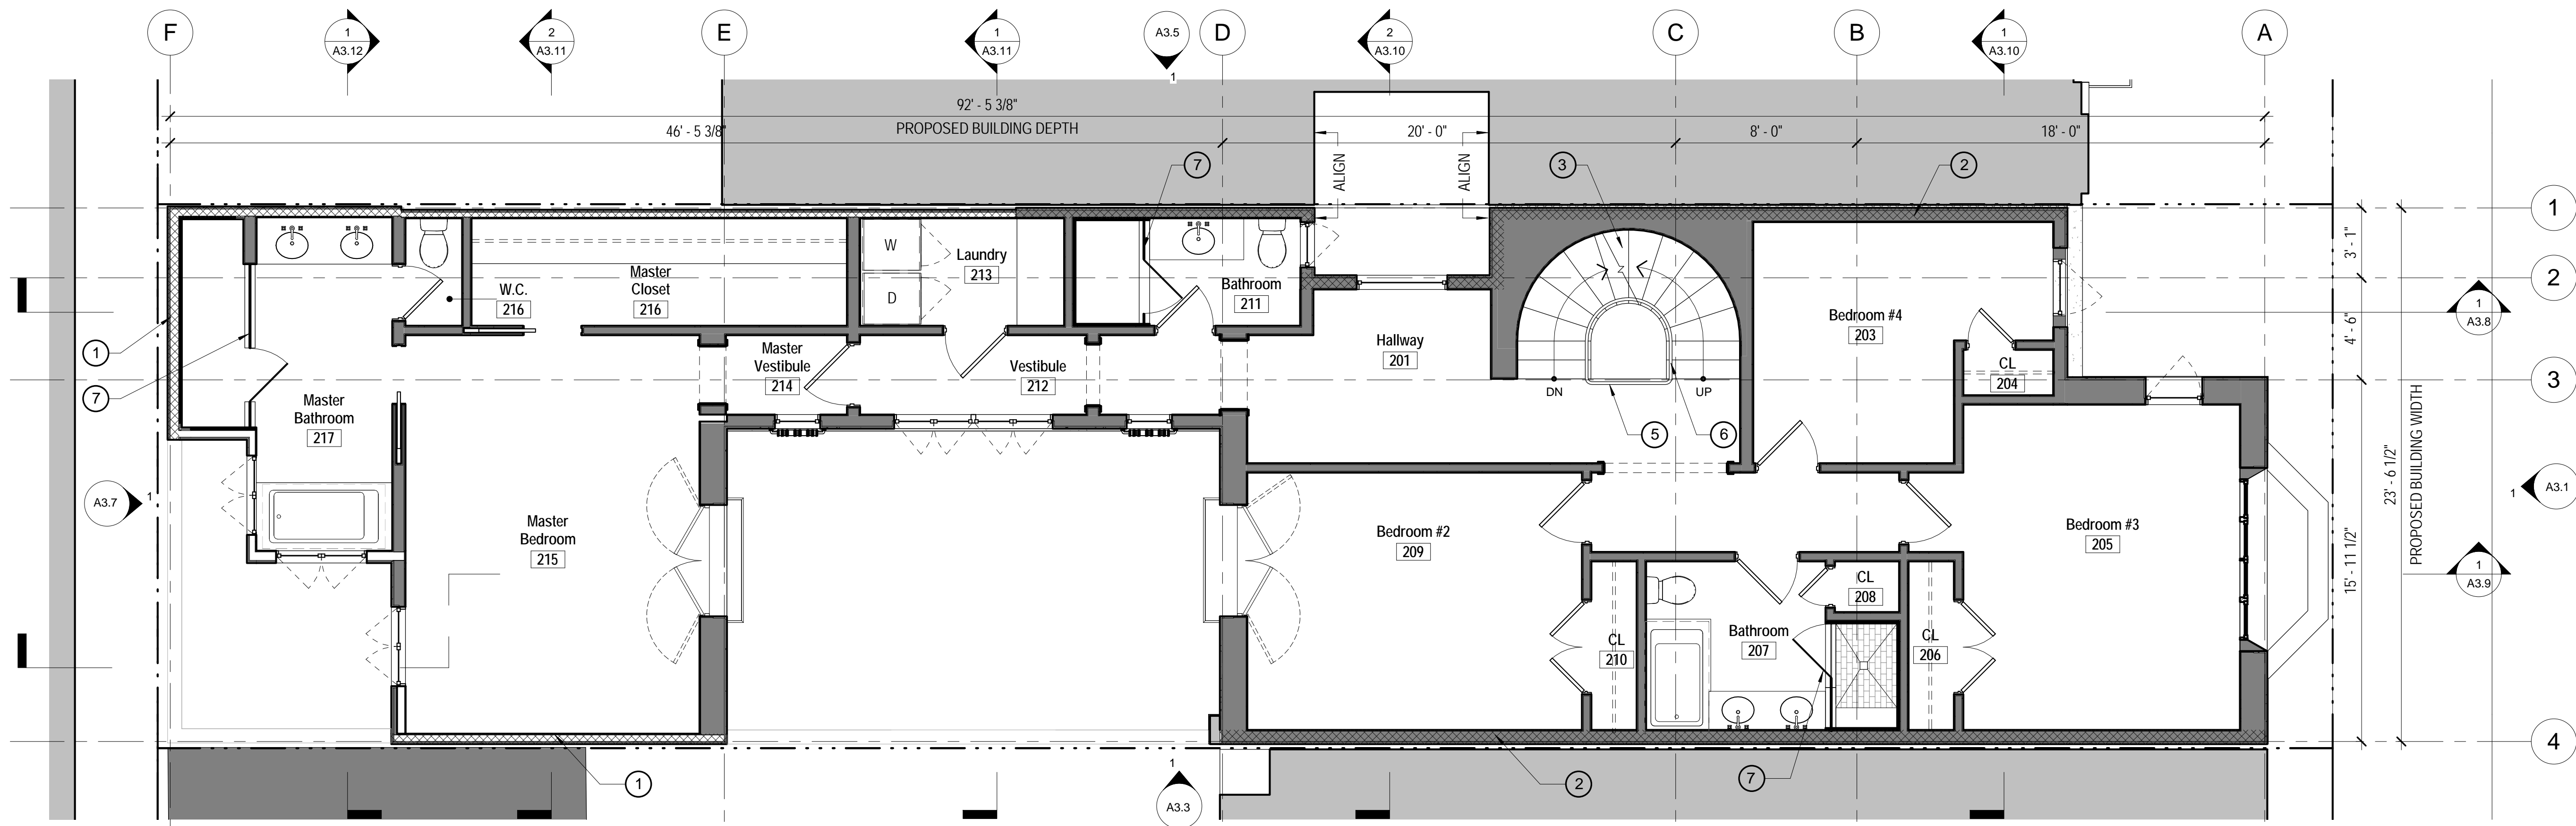 F
1
A3.12
2
A3.11
E
1
A3.11
A3.5
1
D
2
A3.10
C
B
1
A3.10
A
92' - 5 3/8"
PROPOSED BUILDING DEPTH
46' - 5 3/8"
20' - 0"
8' - 0"
18' - 0"
ALIGN
ALIGN
7
3
2
1
2
3
4
3' - 1"
4' - 6"
15' - 11 1/2"
23' - 6 1/2"
PROPOSED BUILDING WIDTH
1
A3.8
1
A3.1
1
A3.9
W
D
Laundry
213
W.C.
216
Master
Closet
216
Bathroom
211
Hallway
201
Bedroom #4
203
CL
204
1
7
Master
Vestibule
214
Vestibule
212
DN
UP
5
6
Master
Bathroom
217
A3.7
1
Master
Bedroom
215
Bedroom #2
209
Bedroom #3
205
CL
208
CL
210
Bathroom
207
CL
206
1
1
A3.3
2
7